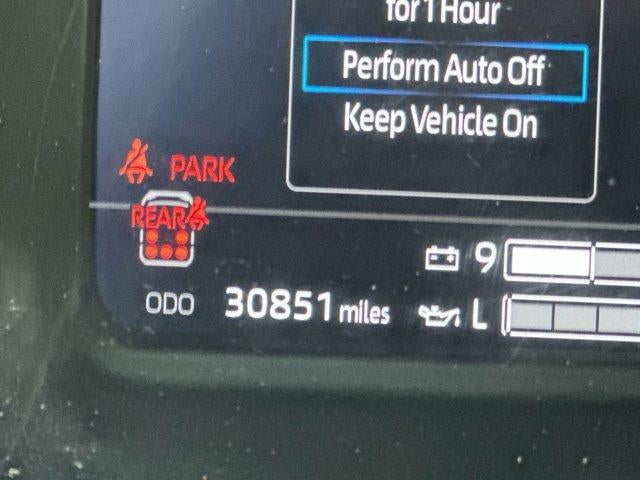 for 1 Hour
Perform Auto Off
Keep Vehicle On
PARK
REAR
9
ODO 30851 miles
L